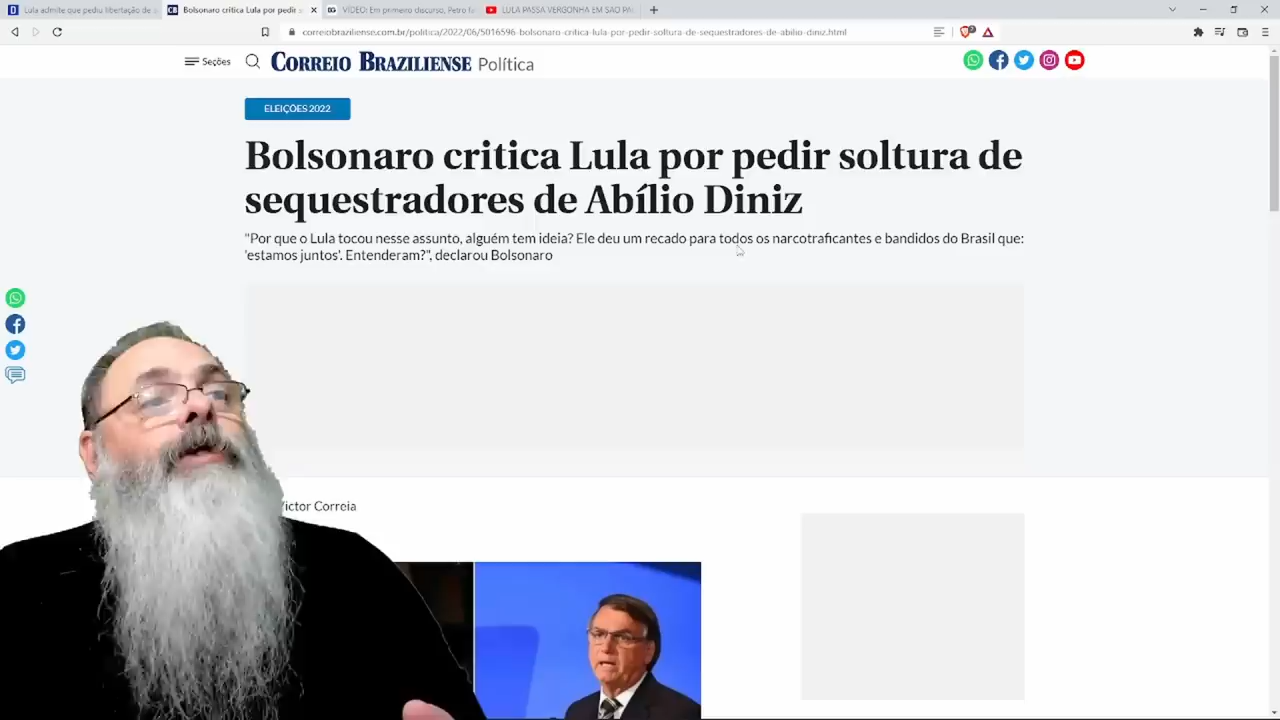 Lula admite que pediu libertação de s
Bolsonaro critica Lula por pedir s
VÍDEO: Em primeiro discurso, Petro fa
LULA PASSA VERGONHA EM SÃO PA
correiobraziliense.com.br/politica/2022/06/5016596-bolsonaro-critica-lula-por-pedir-soltura-de-sequestradores-de-abilio-diniz.html
Seções
CORREIO BRAZILIENSE Política
ELEIÇÕES 2022
Bolsonaro critica Lula por pedir soltura de
sequestradores de Abílio Diniz
"Por que o Lula tocou nesse assunto, alguém tem ideia? Ele deu um recado para todos os narcotraficantes e bandidos do Brasil que:
'estamos juntos'. Entenderam?", declarou Bolsonaro
Victor Correia